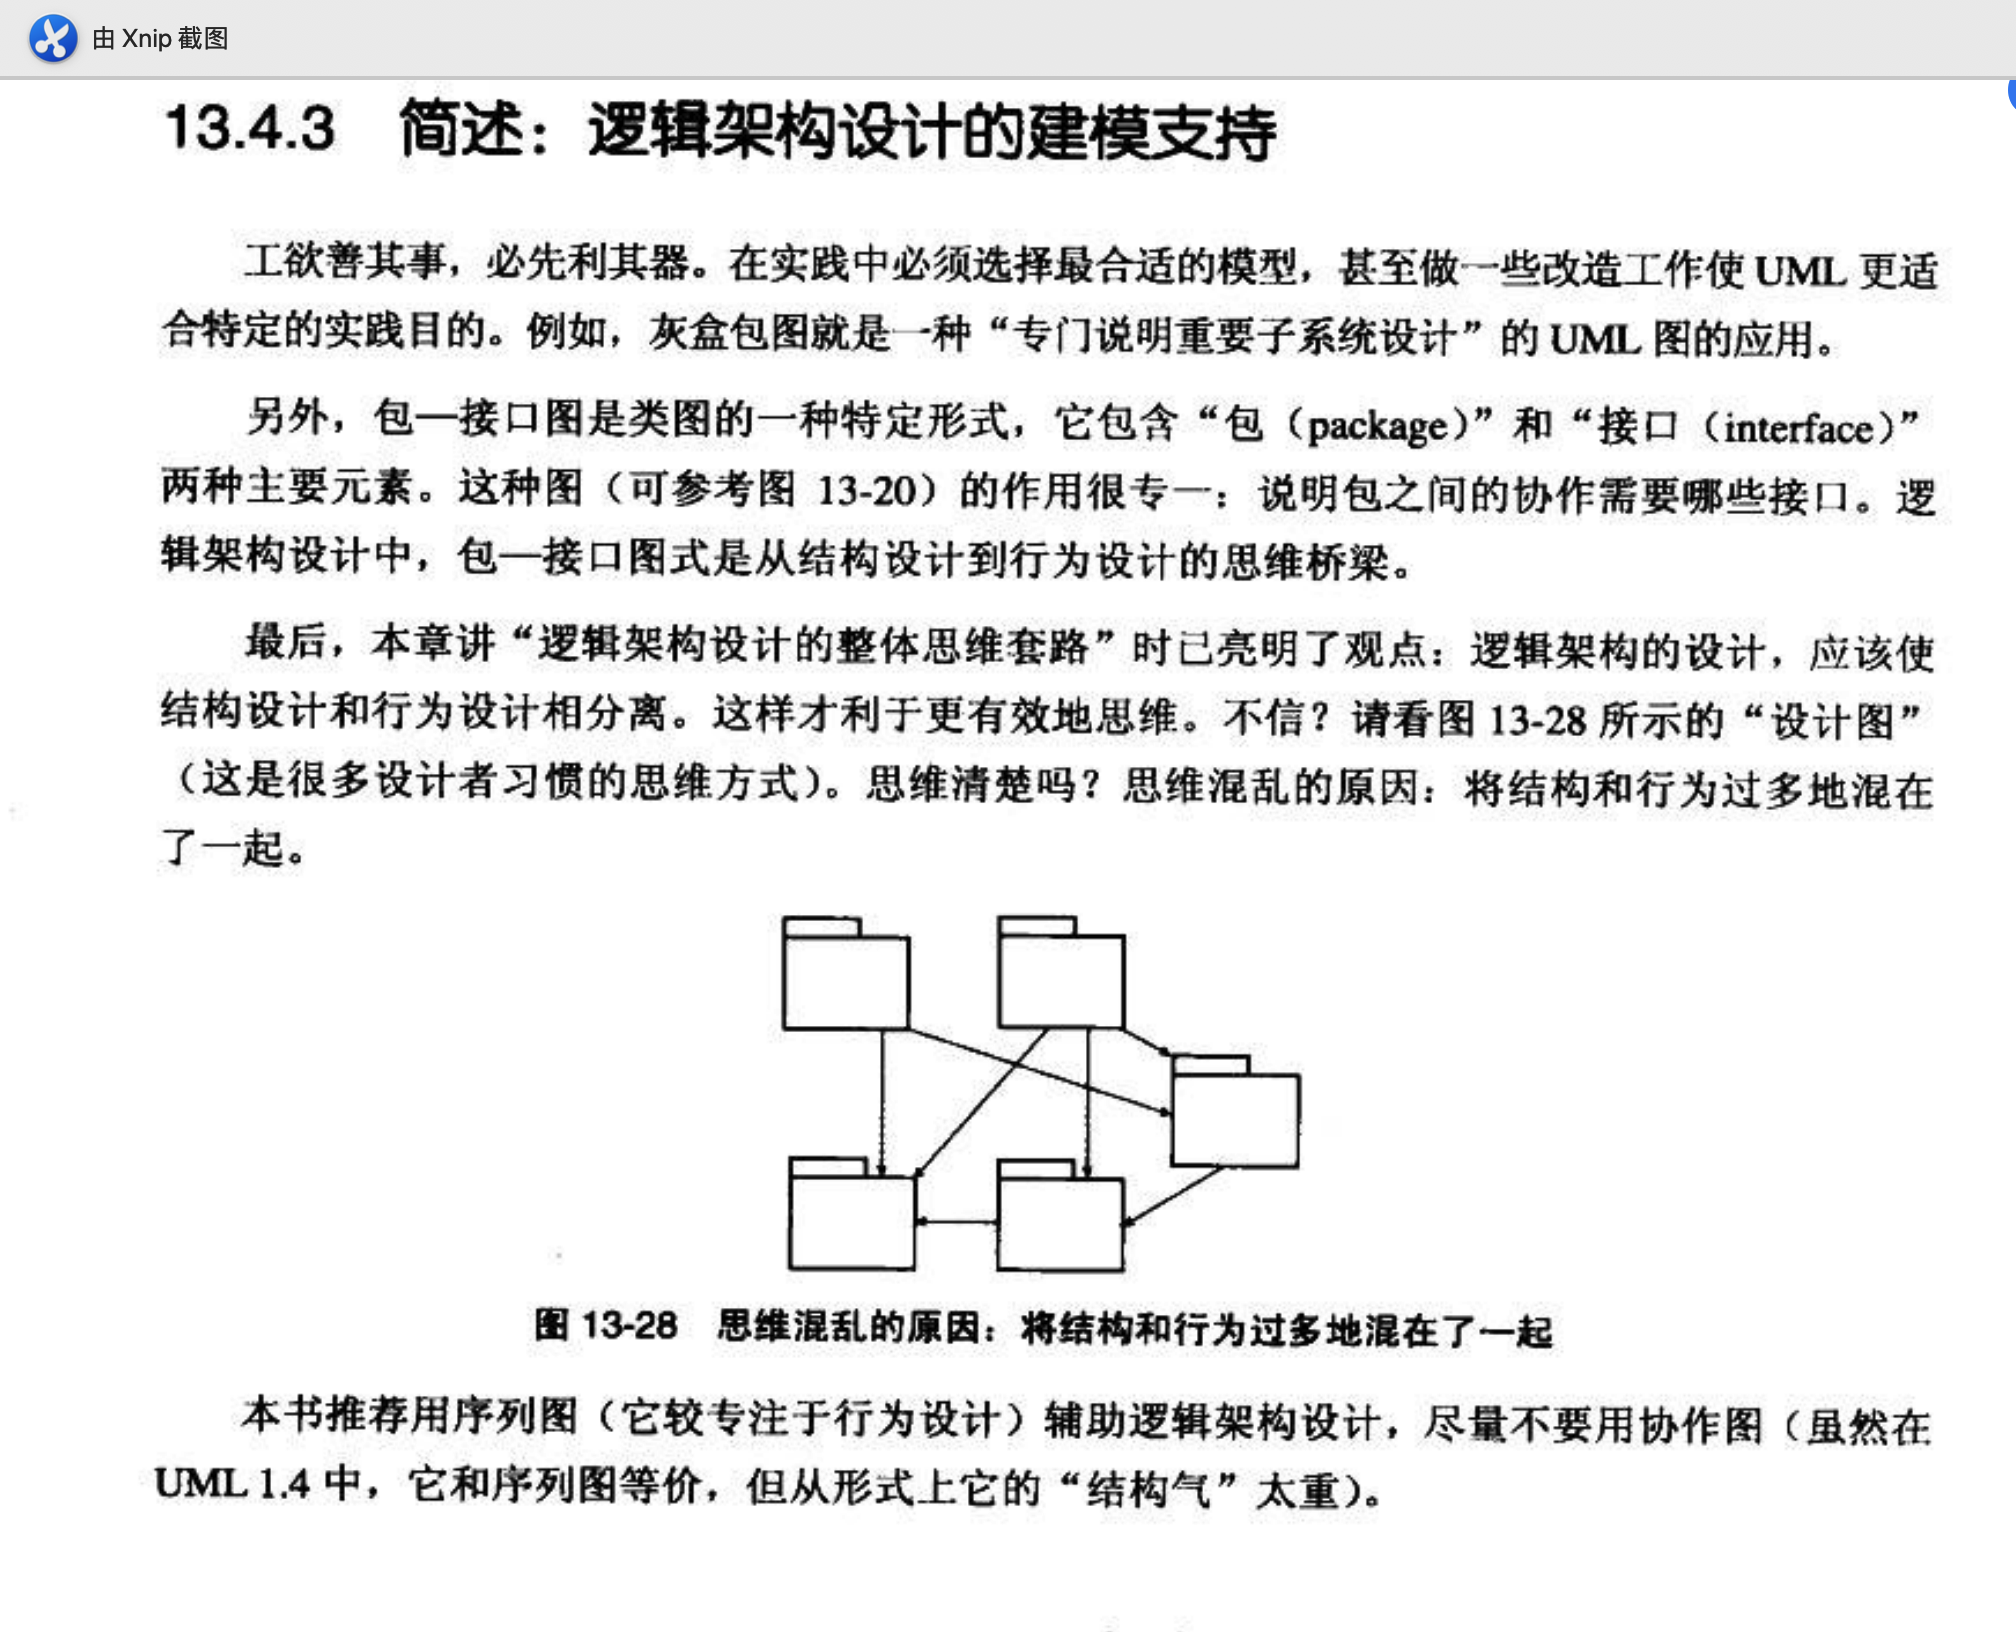 由 Xnip 截图
13.4.3 简述：逻辑架构设计的建模支持
工欲善其事，必先利其器。在实践中必须选择最合适的模型，甚至做一些改造工作使 UML 更适
合特定的实践目的。例如，灰盒包图就是一种“专门说明重要子系统设计”的 UML 图的应用。
另外，包—接口图是类图的一种特定形式，它包含“包（package）”和“接口（interface）”
两种主要元素。这种图（可参考图 13-20）的作用很专一：说明包之间的协作需要哪些接口。逻
辑架构设计中，包—接口图式是从结构设计到行为设计的思维桥梁。
最后，本章讲“逻辑架构设计的整体思维套路”时已亮明了观点：逻辑架构的设计，应该使
结构设计和行为设计相分离。这样才利于更有效地思维。不信？请看图 13-28 所示的“设计图”
（这是很多设计者习惯的思维方式）。思维清楚吗？思维混乱的原因：将结构和行为过多地混在
了一起。
图 13-28 思维混乱的原因：将结构和行为过多地混在了一起
本书推荐用序列图（它较专注于行为设计）辅助逻辑架构设计，尽量不要用协作图（虽然在
UML 1.4 中，它和序列图等价，但从形式上它的“结构气”太重）。